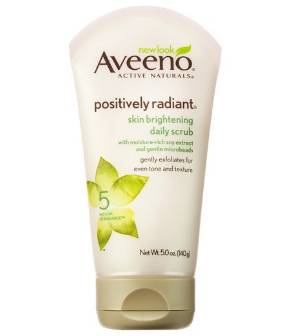 new look
Aveeno®
ACTIVE NATURALS®
positively radiant®
skin brightening
daily scrub
with moisture-rich soy extract
and gentle microbeads
gently exfoliates for
even tone and texture
5
Net Wt. 5.0 oz. (140g)